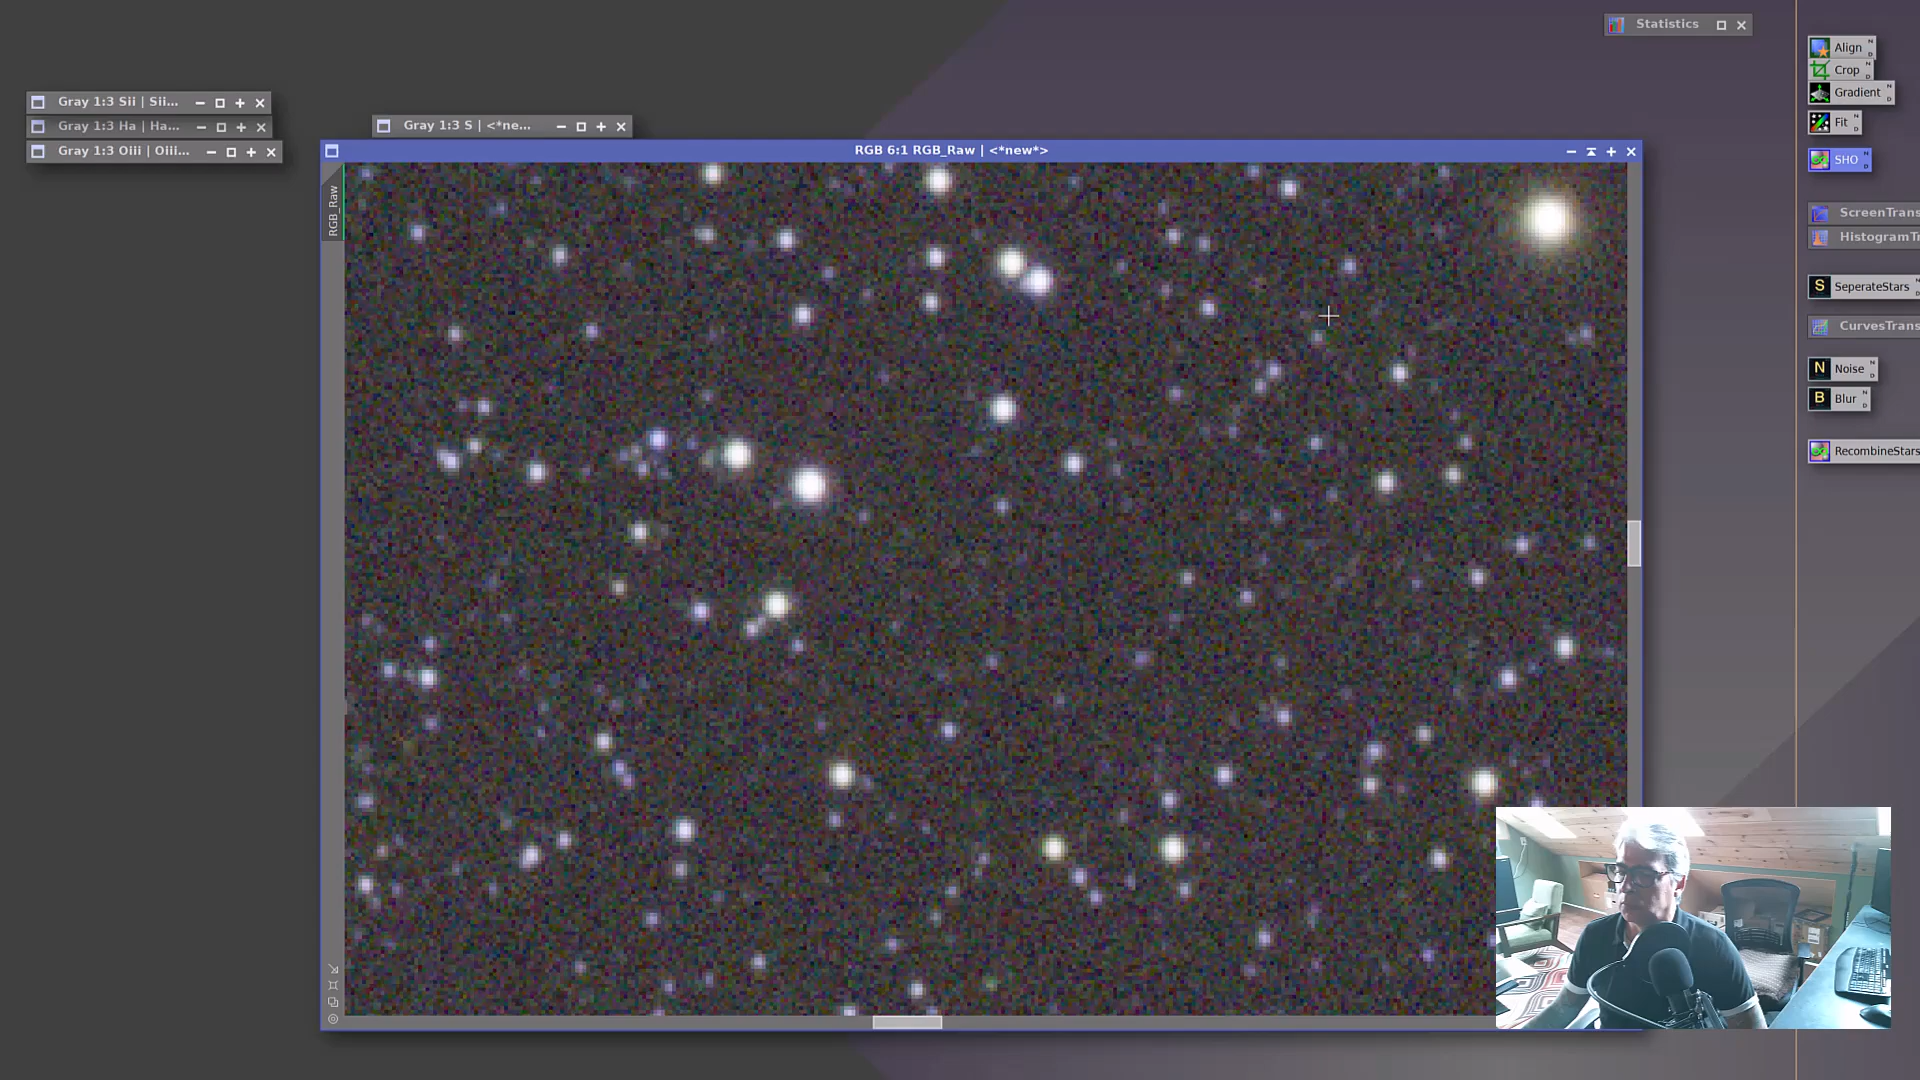 Statistics
Align
Crop
Gradient
Fit
SHO
ScreenTrans
HistogramTr
S SeperateStars
CurvesTrans
N Noise
B Blur
RecombineStars
Gray 1:3 Sii | Sii...
Gray 1:3 Ha | Ha...
Gray 1:3 Oiii | Oiii...
Gray 1:3 S | <*ne...
RGB 6:1 RGB_Raw | <*new*>
RGB_Raw